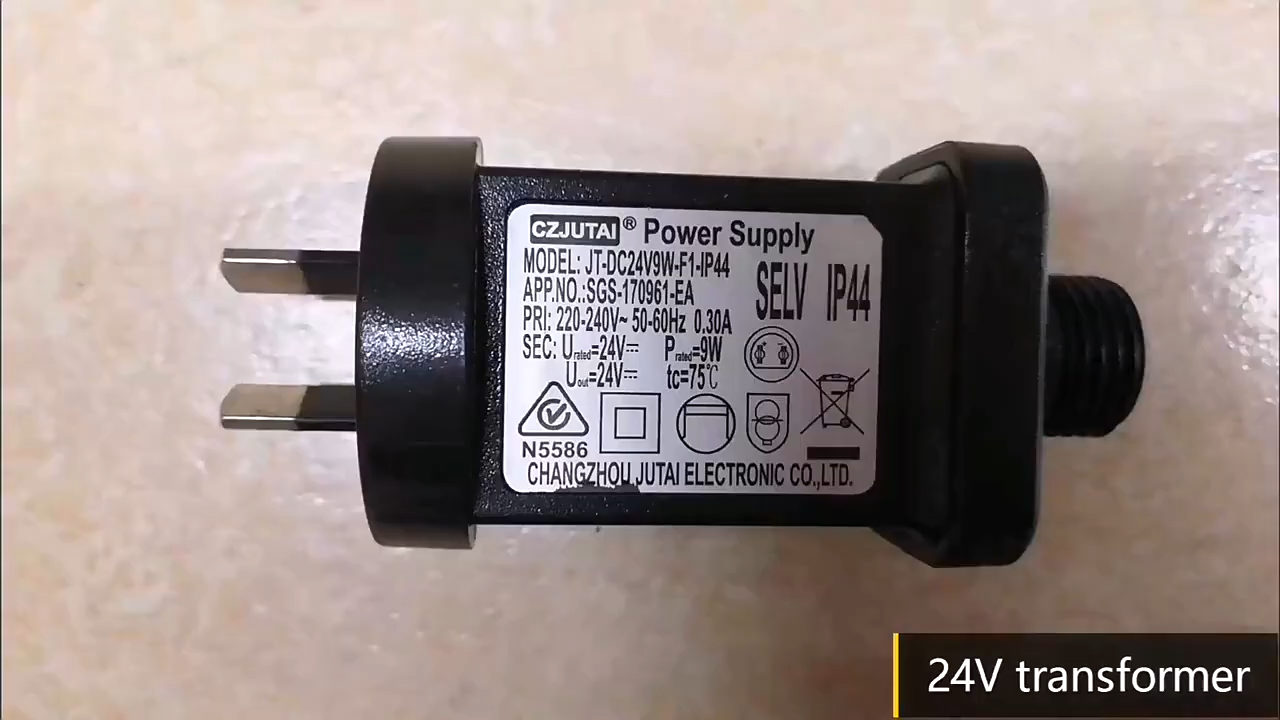 CZJUTAI® Power Supply
MODEL: JT-DC24V9W-F1-IP44
APP.NO.:SGS-170961-EA
SELV IP44
PRI: 220-240V~ 50-60Hz 0.30A
SEC: Urated=24V⎓ Prated=9W
Uout=24V⎓ tc=75℃
N5586
CHANGZHOU JUTAI ELECTRONIC CO.,LTD.
24V transformer